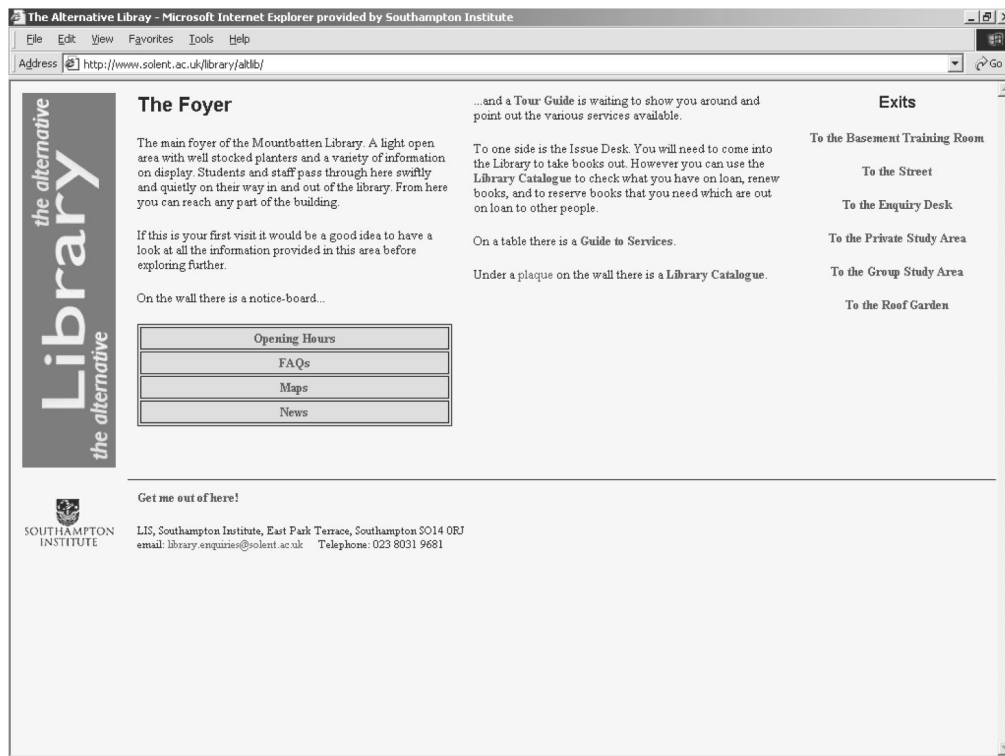 The Alternative Libray - Microsoft Internet Explorer provided by Southampton Institute
File Edit View Favorites Tools Help
Address http://www.solent.ac.uk/library/altlib/ Go
the alternative
Library
the alternative
The Foyer
The main foyer of the Mountbatten Library. A light open
area with well stocked planters and a variety of information
on display. Students and staff pass through here swiftly
and quietly on their way in and out of the library. From here
you can reach any part of the building.
If this is your first visit it would be a good idea to have a
look at all the information provided in this area before
exploring further.
On the wall there is a notice-board...
Opening Hours
FAQs
Maps
News
...and a Tour Guide is waiting to show you around and
point out the various services available.
To one side is the Issue Desk. You will need to come into
the Library to take books out. However you can use the
Library Catalogue to check what you have on loan, renew
books, and to reserve books that you need which are out
on loan to other people.
On a table there is a Guide to Services.
Under a plaque on the wall there is a Library Catalogue.
Exits
To the Basement Training Room
To the Street
To the Enquiry Desk
To the Private Study Area
To the Group Study Area
To the Roof Garden
SOUTHAMPTON
INSTITUTE
Get me out of here!
LIS, Southampton Institute, East Park Terrace, Southampton SO14 0RJ
email: library.enquiries@solent.ac.uk Telephone: 023 8031 9681